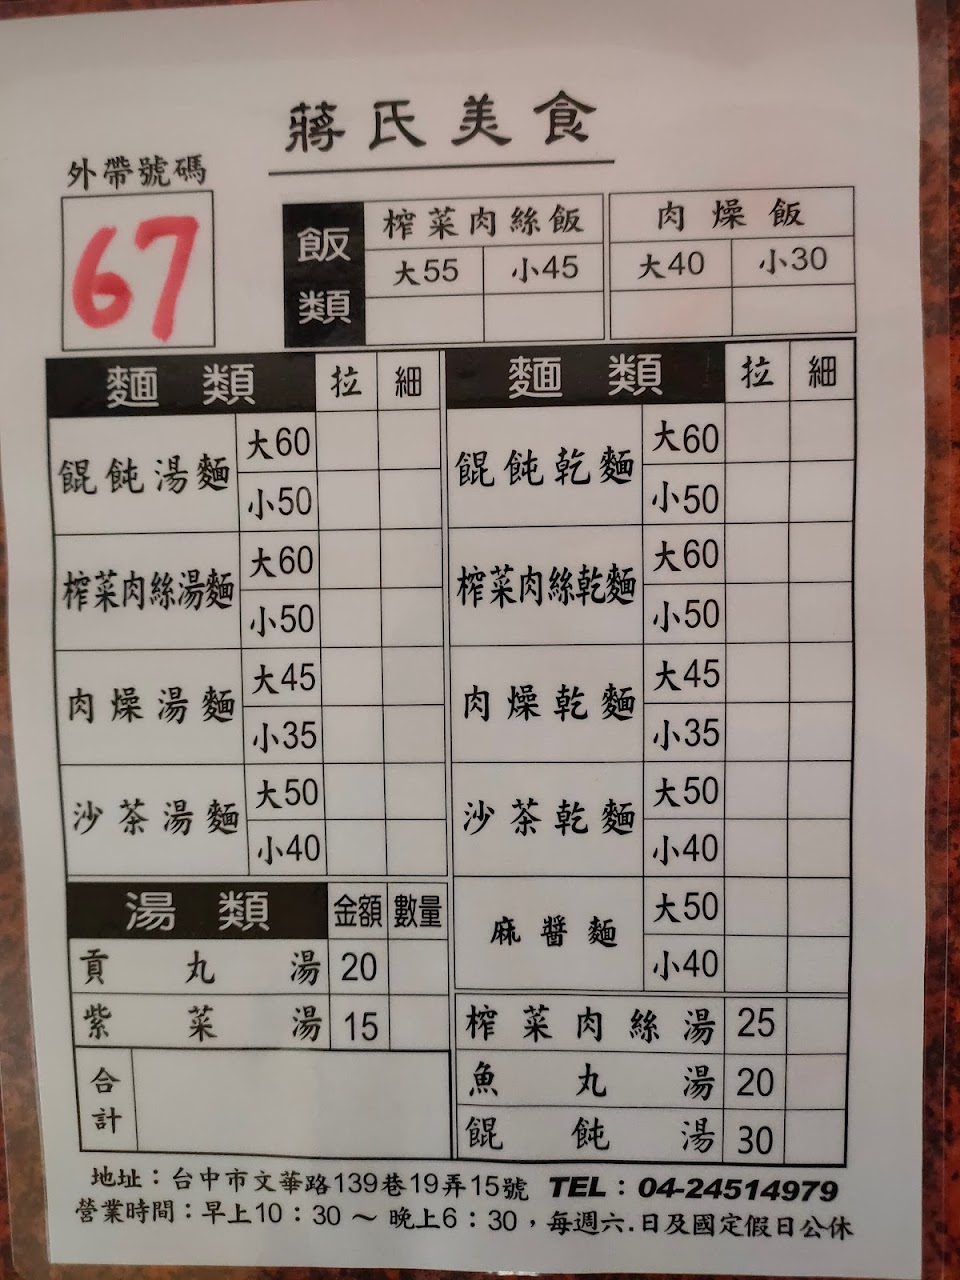 蔣氏美食
外帶號碼
67
飯類 榨菜肉絲飯 肉燥飯
大55 小45 大40 小30
麵類 拉 細
餛飩湯麵 大60
小50
榨菜肉絲湯麵 大60
小50
肉燥湯麵 大45
小35
沙茶湯麵 大50
小40
麵類 拉 細
餛飩乾麵 大60
小50
榨菜肉絲乾麵 大60
小50
肉燥乾麵 大45
小35
沙茶乾麵 大50
小40
麻醬麵 大50
小40
湯類 金額 數量
貢丸湯 20
紫菜湯 15
榨菜肉絲湯 25
魚丸湯 20
餛飩湯 30
合計
地址：台中市文華路139巷19弄15號 TEL：04-24514979
營業時間：早上10：30～晚上6：30，每週六.日及國定假日公休